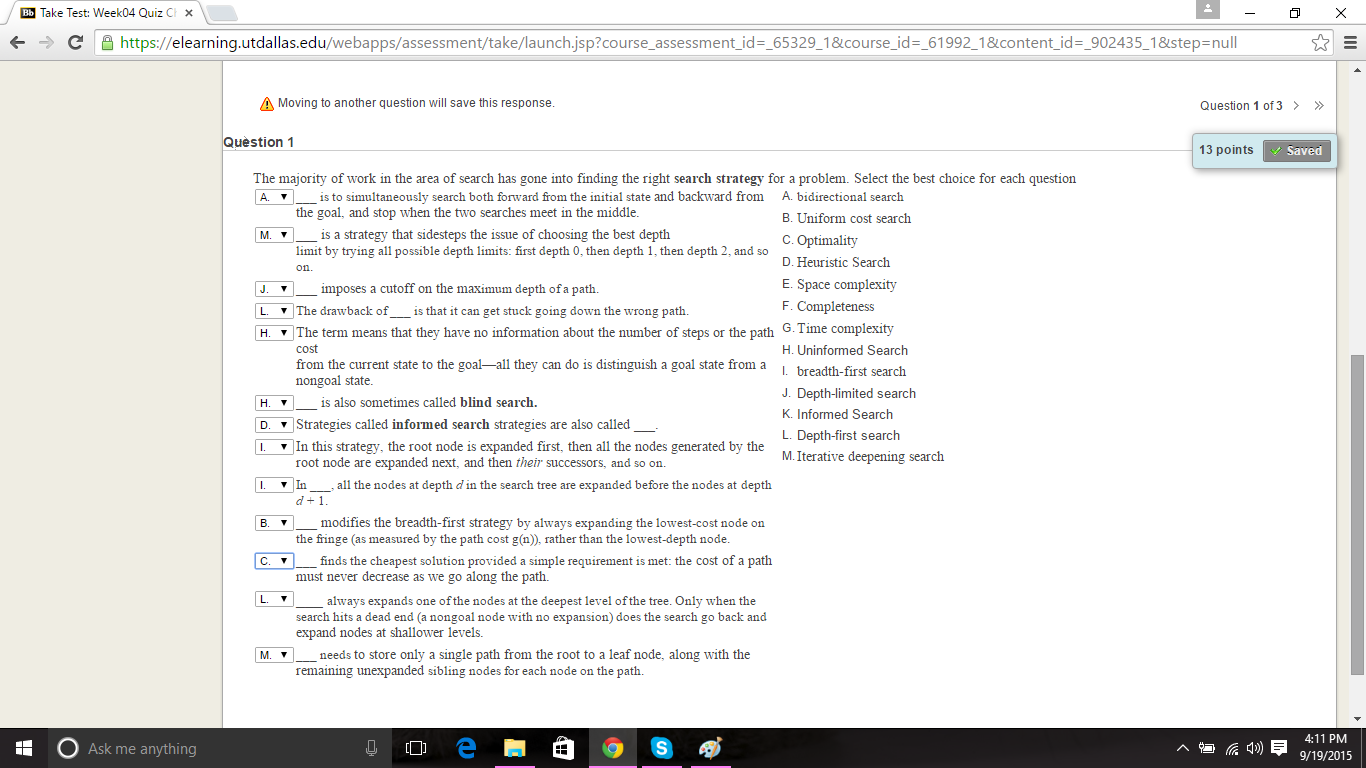 Take Test: Week04 Quiz Ch
https://elearning.utdallas.edu/webapps/assessment/take/launch.jsp?course_assessment_id=_65329_1&course_id=_61992_1&content_id=_902435_1&step=null
Moving to another question will save this response.
Question 1 of 3 > >>
Question 1
13 points Saved
The majority of work in the area of search has gone into finding the right search strategy for a problem. Select the best choice for each question
A. ___ is to simultaneously search both forward from the initial state and backward from
the goal, and stop when the two searches meet in the middle.
M. ___ is a strategy that sidesteps the issue of choosing the best depth
limit by trying all possible depth limits: first depth 0, then depth 1, then depth 2, and so
on.
J. ___ imposes a cutoff on the maximum depth of a path.
L. The drawback of ___ is that it can get stuck going down the wrong path.
H. The term means that they have no information about the number of steps or the path
cost
from the current state to the goal—all they can do is distinguish a goal state from a
nongoal state.
H. ___ is also sometimes called blind search.
D. Strategies called informed search strategies are also called ___.
I. In this strategy, the root node is expanded first, then all the nodes generated by the
root node are expanded next, and then their successors, and so on.
I. In ___, all the nodes at depth d in the search tree are expanded before the nodes at depth
d + 1.
B. ___ modifies the breadth-first strategy by always expanding the lowest-cost node on
the fringe (as measured by the path cost g(n)), rather than the lowest-depth node.
C. ___ finds the cheapest solution provided a simple requirement is met: the cost of a path
must never decrease as we go along the path.
L. ____ always expands one of the nodes at the deepest level of the tree. Only when the
search hits a dead end (a nongoal node with no expansion) does the search go back and
expand nodes at shallower levels.
M. ___ needs to store only a single path from the root to a leaf node, along with the
remaining unexpanded sibling nodes for each node on the path.
A. bidirectional search
B. Uniform cost search
C. Optimality
D. Heuristic Search
E. Space complexity
F. Completeness
G. Time complexity
H. Uninformed Search
I. breadth-first search
J. Depth-limited search
K. Informed Search
L. Depth-first search
M. Iterative deepening search
Ask me anything
4:11 PM
9/19/2015